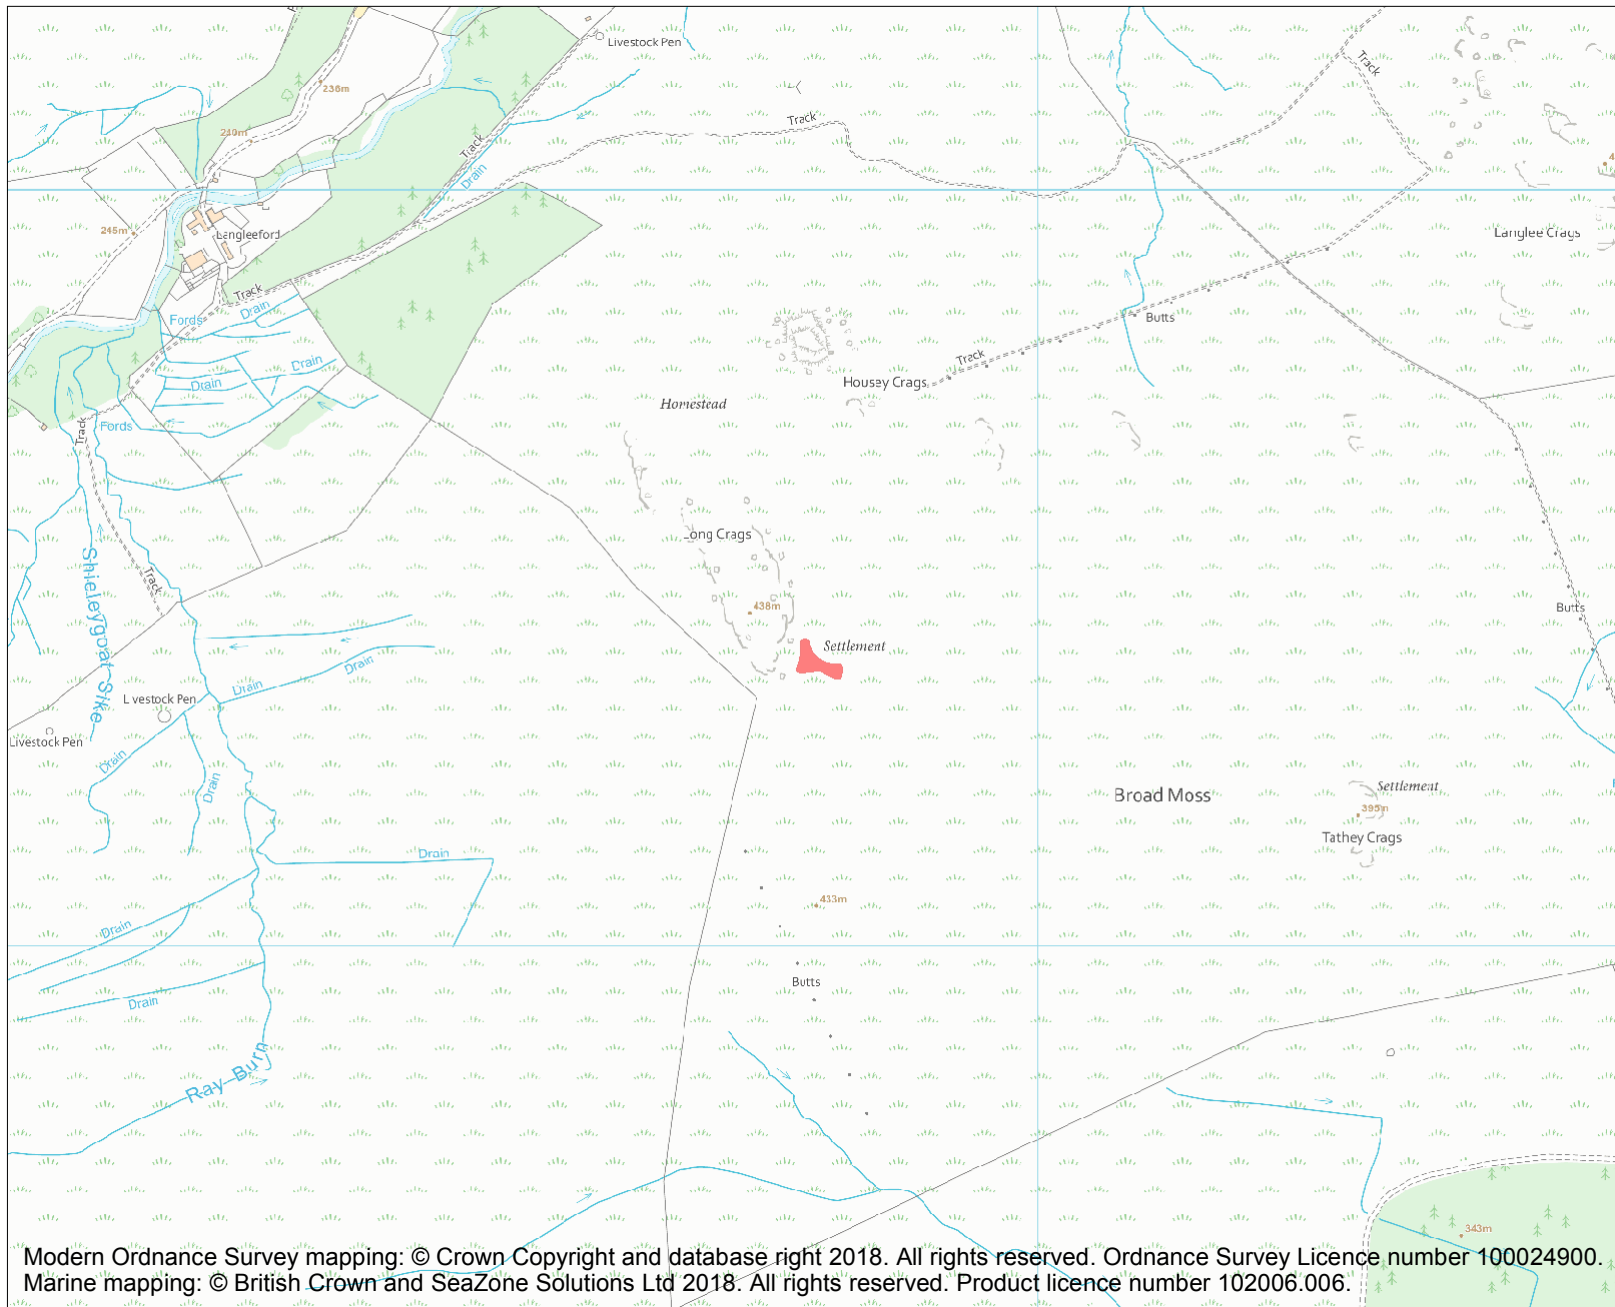 Livestock Pen
Track
236m
Track
240m
Track
Drain
245m
Langleeford
Langlee Crags
Track
Drain
Fords
Butts
Track
Drain
Drain
Housey Crags
Homestead
Fords
Track
Long Crags
Track
Shieleygoat Sike
438m
Butts
Settlement
Drain
Drain
Livestock Pen
Livestock Pen
Drain
Drain
Broad Moss
Settlement
395m
Tathey Crags
Drain
433m
Drain
Butts
Drain
Ray Burn
343m
Modern Ordnance Survey mapping: © Crown Copyright and database right 2018. All rights reserved. Ordnance Survey Licence number 100024900.
Marine mapping: © British Crown and SeaZone Solutions Ltd 2018. All rights reserved. Product licence number 102006.006.